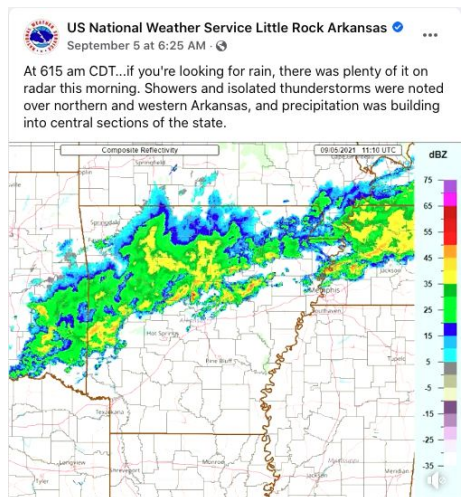 US National Weather Service Little Rock Arkansas
September 5 at 6:25 AM ·
At 615 am CDT...if you're looking for rain, there was plenty of it on
radar this morning. Showers and isolated thunderstorms were noted
over northern and western Arkansas, and precipitation was building
into central sections of the state.
Composite Reflectivity
09/05/2021 11:10 UTC
dBZ
75
65
55
45
35
25
15
5
-5
-15
-25
-35
Springfield
Springdale
Jackson
Memphis
Southaven
Hot Springs
Pine Bluff
Tupelo
Texarkana
Longview
Shreveport
Monroe
Mississippi
Jackson
Meridian
Tyler